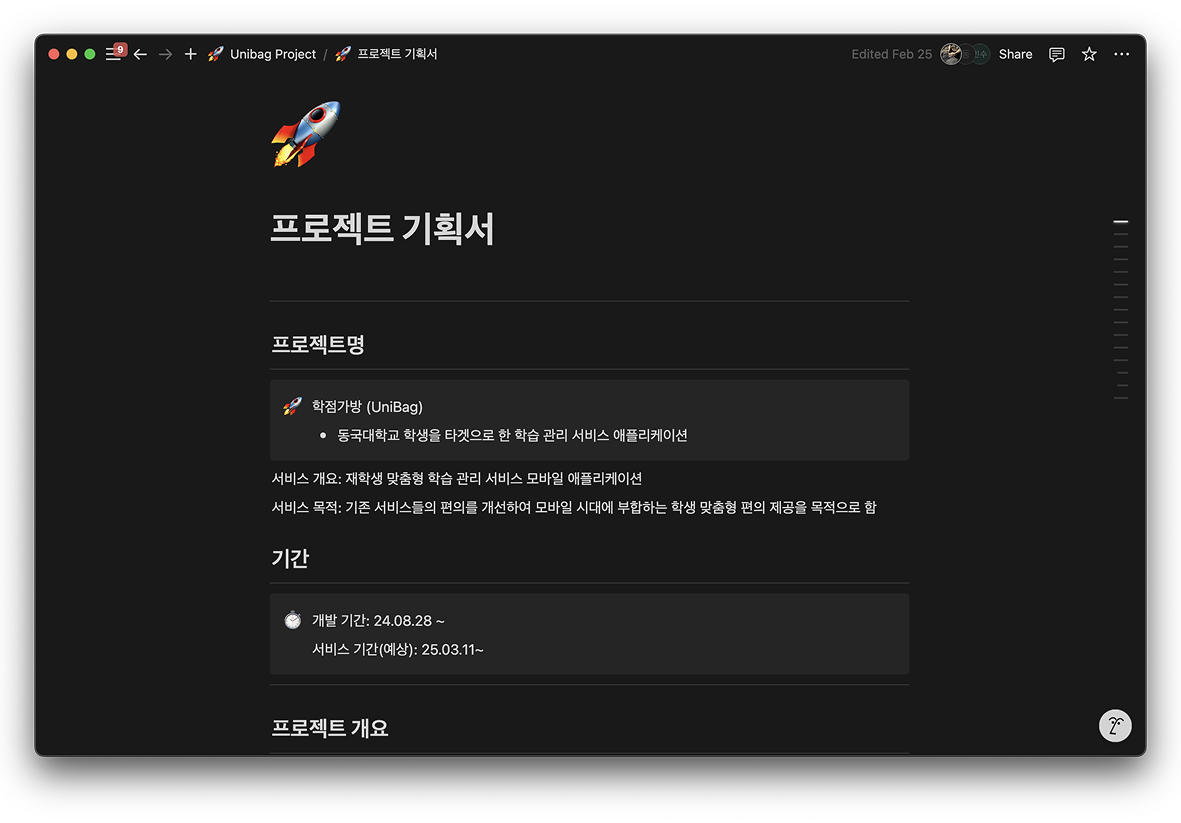 9
Unibag Project / 프로젝트 기획서
Edited Feb 25
Share
프로젝트 기획서
프로젝트명
학점가방 (UniBag)
동국대학교 학생을 타겟으로 한 학습 관리 서비스 애플리케이션
서비스 개요: 재학생 맞춤형 학습 관리 서비스 모바일 애플리케이션
서비스 목적: 기존 서비스들의 편의를 개선하여 모바일 시대에 부합하는 학생 맞춤형 편의 제공을 목적으로 함
기간
개발 기간: 24.08.28 ~
서비스 기간(예상): 25.03.11~
프로젝트 개요